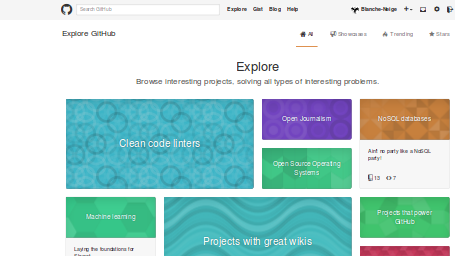 Search GitHub
Explore Gist Blog Help
Blanche-Neige
Explore GitHub
All Showcases Trending Stars
Explore
Browse interesting projects, solving all types of interesting problems.
Clean code linters
Open Journalism
Open Source Operating
Systems
NoSQL databases
Ain't no party like a NoSQL
party!
13 7
Machine learning
Laying the foundations for
Projects with great wikis
Projects that power
GitHub